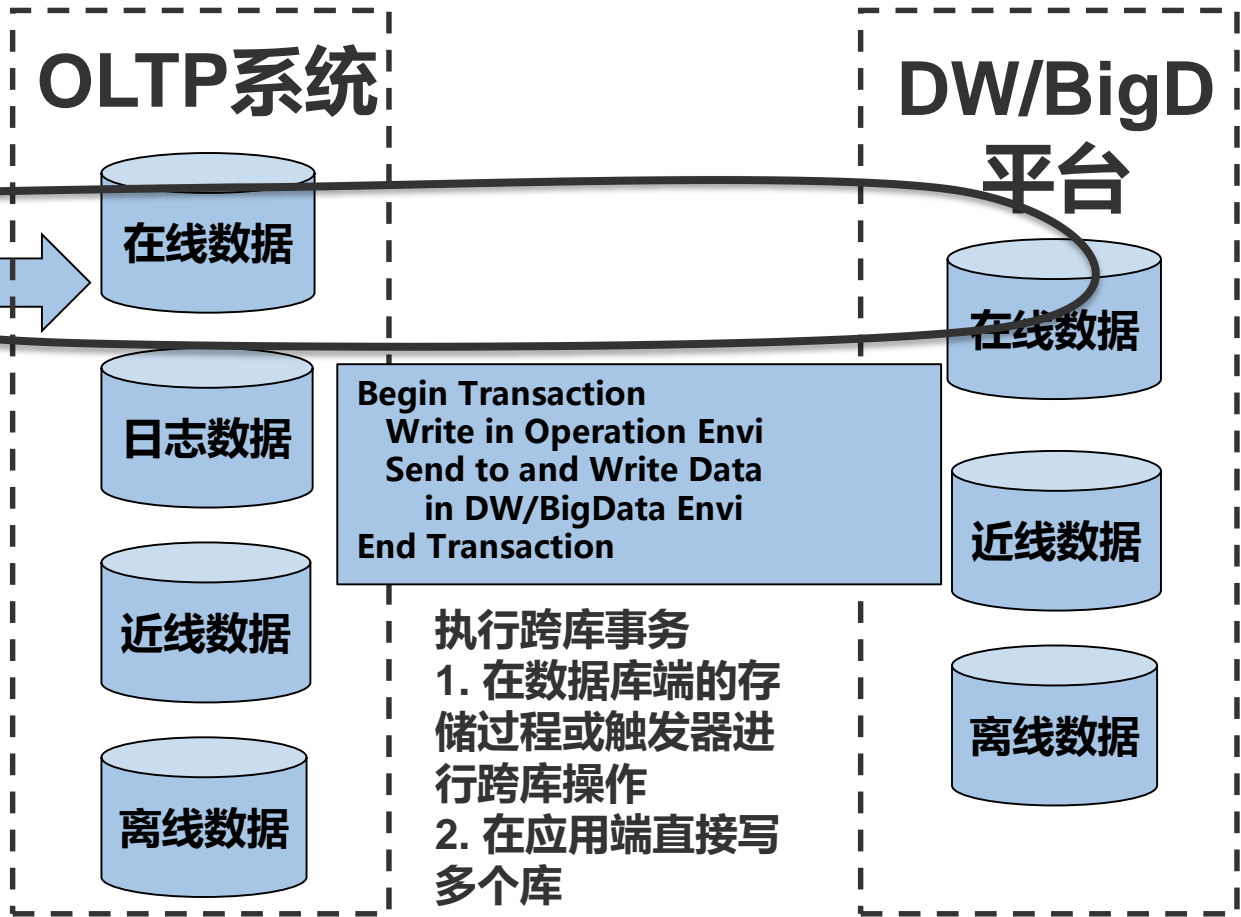 OLTP系统
在线数据
日志数据
近线数据
离线数据
Begin Transaction
Write in Operation Envi
Send to and Write Data
in DW/BigData Envi
End Transaction
执行跨库事务
1. 在数据库端的存
储过程或触发器进
行跨库操作
2. 在应用端直接写
多个库
DW/BigD
平台
在线数据
近线数据
离线数据